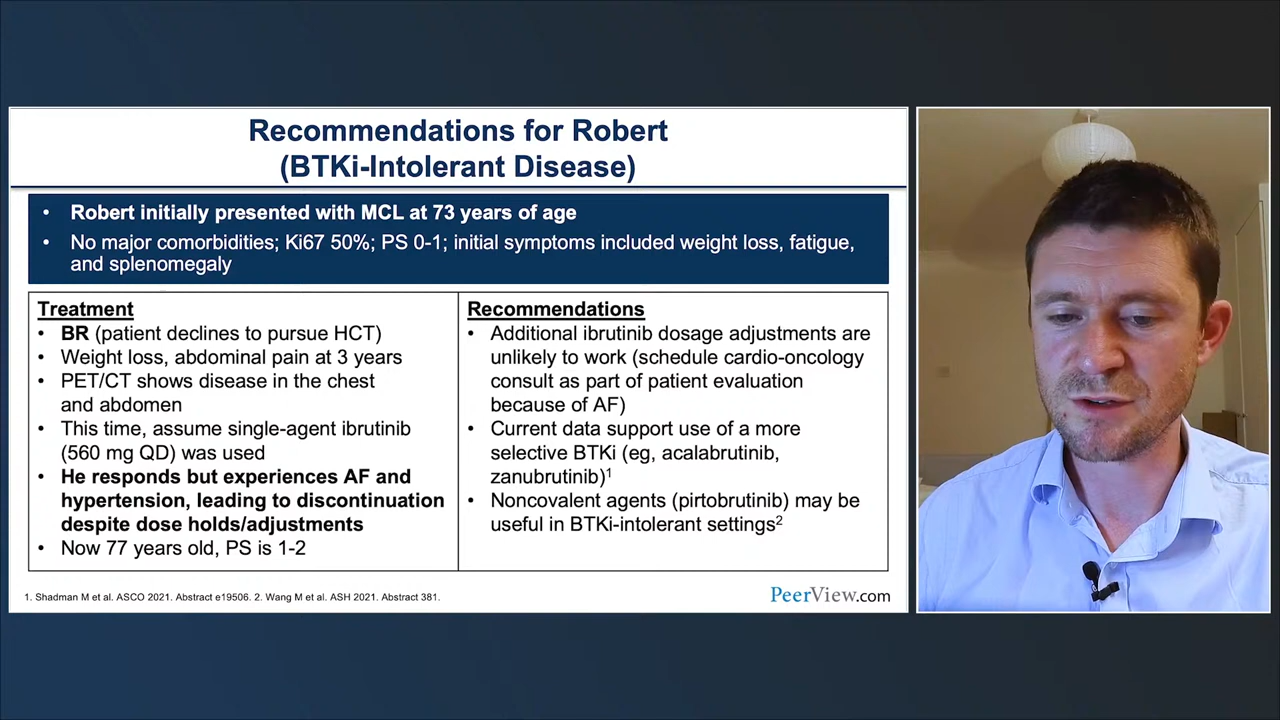 Recommendations for Robert
(BTKi-Intolerant Disease)
• Robert initially presented with MCL at 73 years of age
• No major comorbidities; Ki67 50%; PS 0-1; initial symptoms included weight loss, fatigue,
and splenomegaly
Treatment
• BR (patient declines to pursue HCT)
• Weight loss, abdominal pain at 3 years
• PET/CT shows disease in the chest
and abdomen
• This time, assume single-agent ibrutinib
(560 mg QD) was used
• He responds but experiences AF and
hypertension, leading to discontinuation
despite dose holds/adjustments
• Now 77 years old, PS is 1-2
Recommendations
• Additional ibrutinib dosage adjustments are
unlikely to work (schedule cardio-oncology
consult as part of patient evaluation
because of AF)
• Current data support use of a more
selective BTKi (eg, acalabrutinib,
zanubrutinib)¹
• Noncovalent agents (pirtobrutinib) may be
useful in BTKi-intolerant settings²
1. Shadman M et al. ASCO 2021. Abstract e19506. 2. Wang M et al. ASH 2021. Abstract 381.
PeerView.com